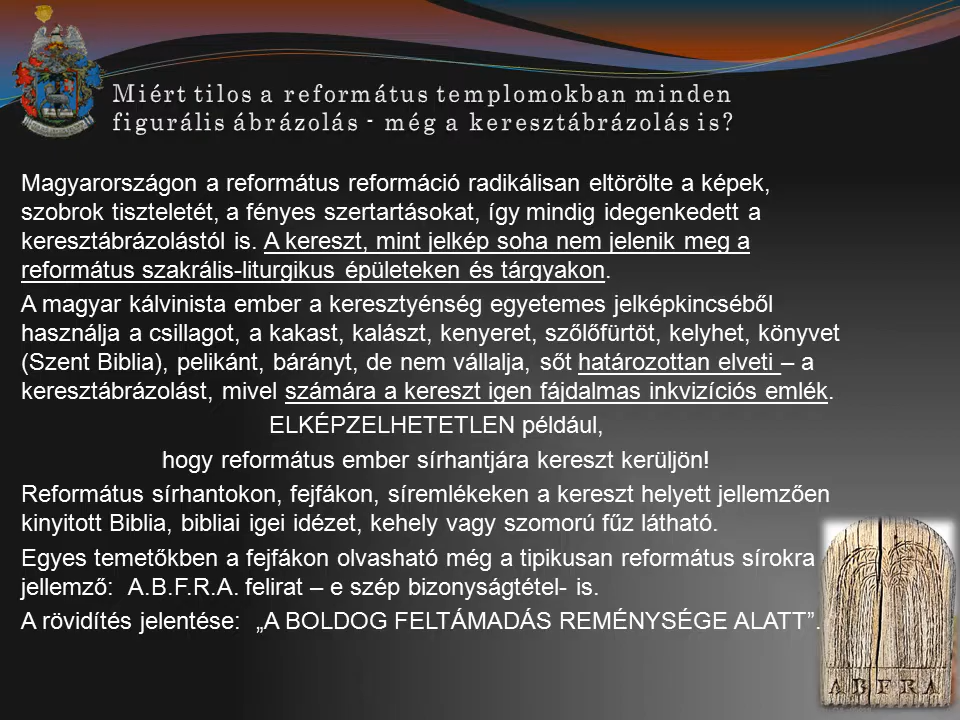 Miért tilos a református templomokban minden
figurális ábrázolás - még a keresztábrázolás is?
Magyarországon a református reformáció radikálisan eltörölte a képek,
szobrok tiszteletét, a fényes szertartásokat, így mindig idegenkedett a
keresztábrázolástól is. A kereszt, mint jelkép soha nem jelenik meg a
református szakrális-liturgikus épületeken és tárgyakon.
A magyar kálvinista ember a keresztyénség egyetemes jelképkincséből
használja a csillagot, a kakast, kalászt, kenyeret, szőlőfürtöt, kelyhet, könyvet
(Szent Biblia), pelikánt, bárányt, de nem vállalja, sőt határozottan elveti – a
keresztábrázolást, mivel számára a kereszt igen fájdalmas inkvizíciós emlék.
ELKÉPZELHETETLEN például,
hogy református ember sírhantjára kereszt kerüljön!
Református sírhantokon, fejfákon, síremlékeken a kereszt helyett jellemzően
kinyitott Biblia, bibliai igei idézet, kehely vagy szomorú fűz látható.
Egyes temetőkben a fejfákon olvasható még a tipikusan református sírokra
jellemző:  A.B.F.R.A. felirat – e szép bizonyságtétel- is.
A rövidítés jelentése:  „A BOLDOG FELTÁMADÁS REMÉNYSÉGE ALATT”.
A B F R A